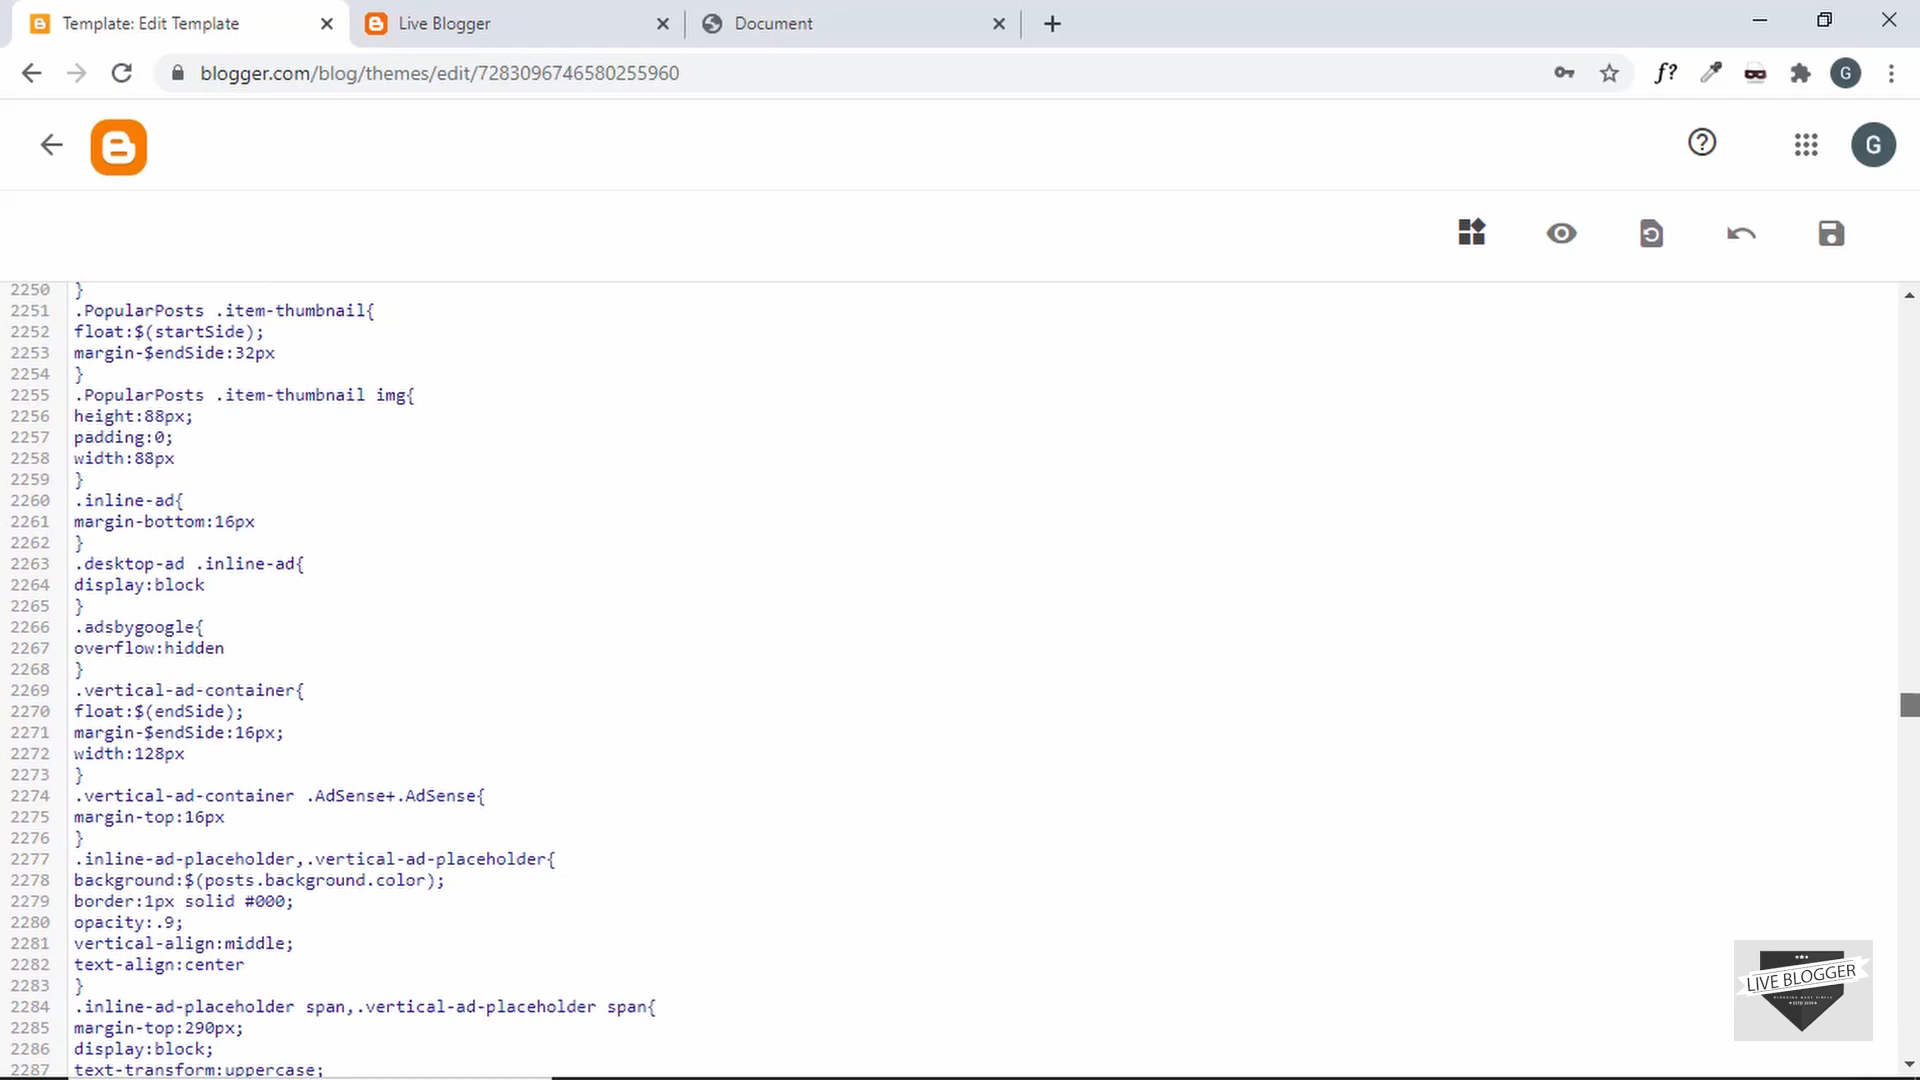 Template: Edit Template
Live Blogger
Document
blogger.com/blog/themes/edit/7283096746580255960
f?
G
G
2250 }
2251 .PopularPosts .item-thumbnail{
2252 float:$(startSide);
2253 margin-$endSide:32px
2254 }
2255 .PopularPosts .item-thumbnail img{
2256 height:88px;
2257 padding:0;
2258 width:88px
2259 }
2260 .inline-ad{
2261 margin-bottom:16px
2262 }
2263 .desktop-ad .inline-ad{
2264 display:block
2265 }
2266 .adsbygoogle{
2267 overflow:hidden
2268 }
2269 .vertical-ad-container{
2270 float:$(endSide);
2271 margin-$endSide:16px;
2272 width:128px
2273 }
2274 .vertical-ad-container .AdSense+.AdSense{
2275 margin-top:16px
2276 }
2277 .inline-ad-placeholder,.vertical-ad-placeholder{
2278 background:$(posts.background.color);
2279 border:1px solid #000;
2280 opacity:.9;
2281 vertical-align:middle;
2282 text-align:center
2283 }
2284 .inline-ad-placeholder span,.vertical-ad-placeholder span{
2285 margin-top:290px;
2286 display:block;
2287 text-transform:uppercase;
LIVE BLOGGER